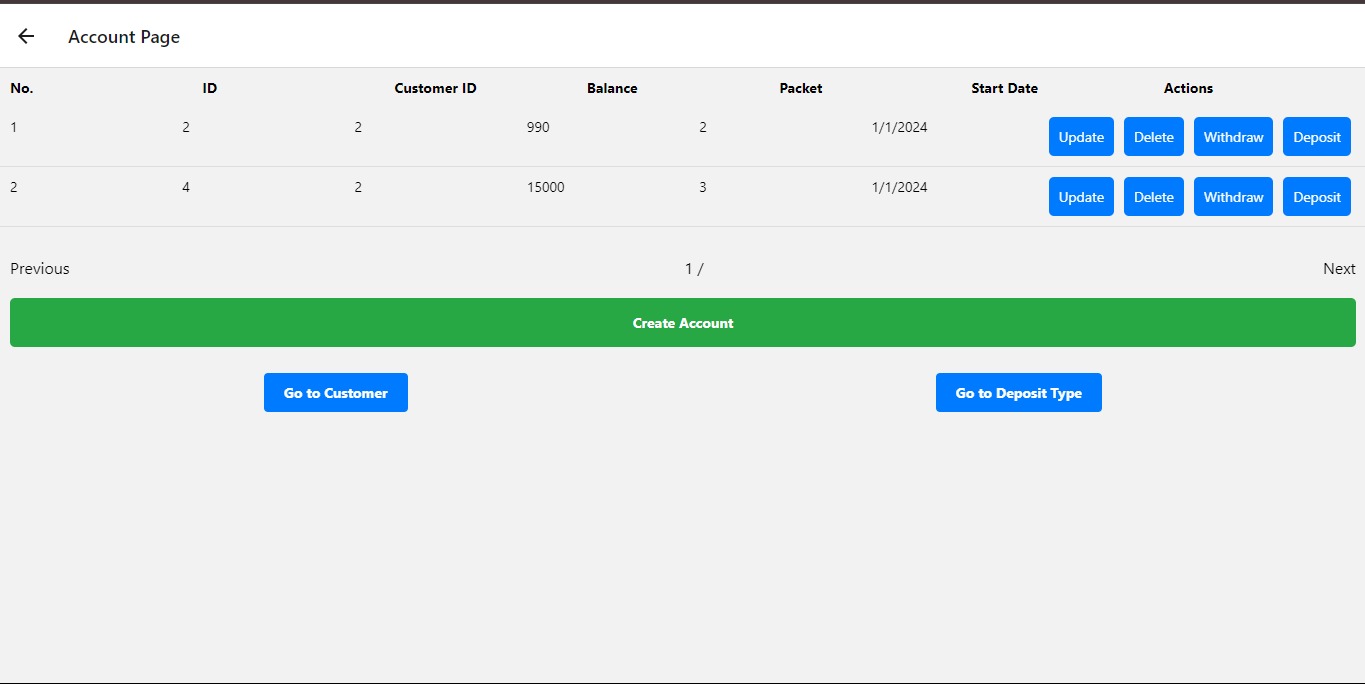 Account Page
No. ID Customer ID Balance Packet Start Date Actions
1 2 2 990 2 1/1/2024 Update Delete Withdraw Deposit
2 4 2 15000 3 1/1/2024 Update Delete Withdraw Deposit
Previous 1 / Next
Create Account
Go to Customer Go to Deposit Type